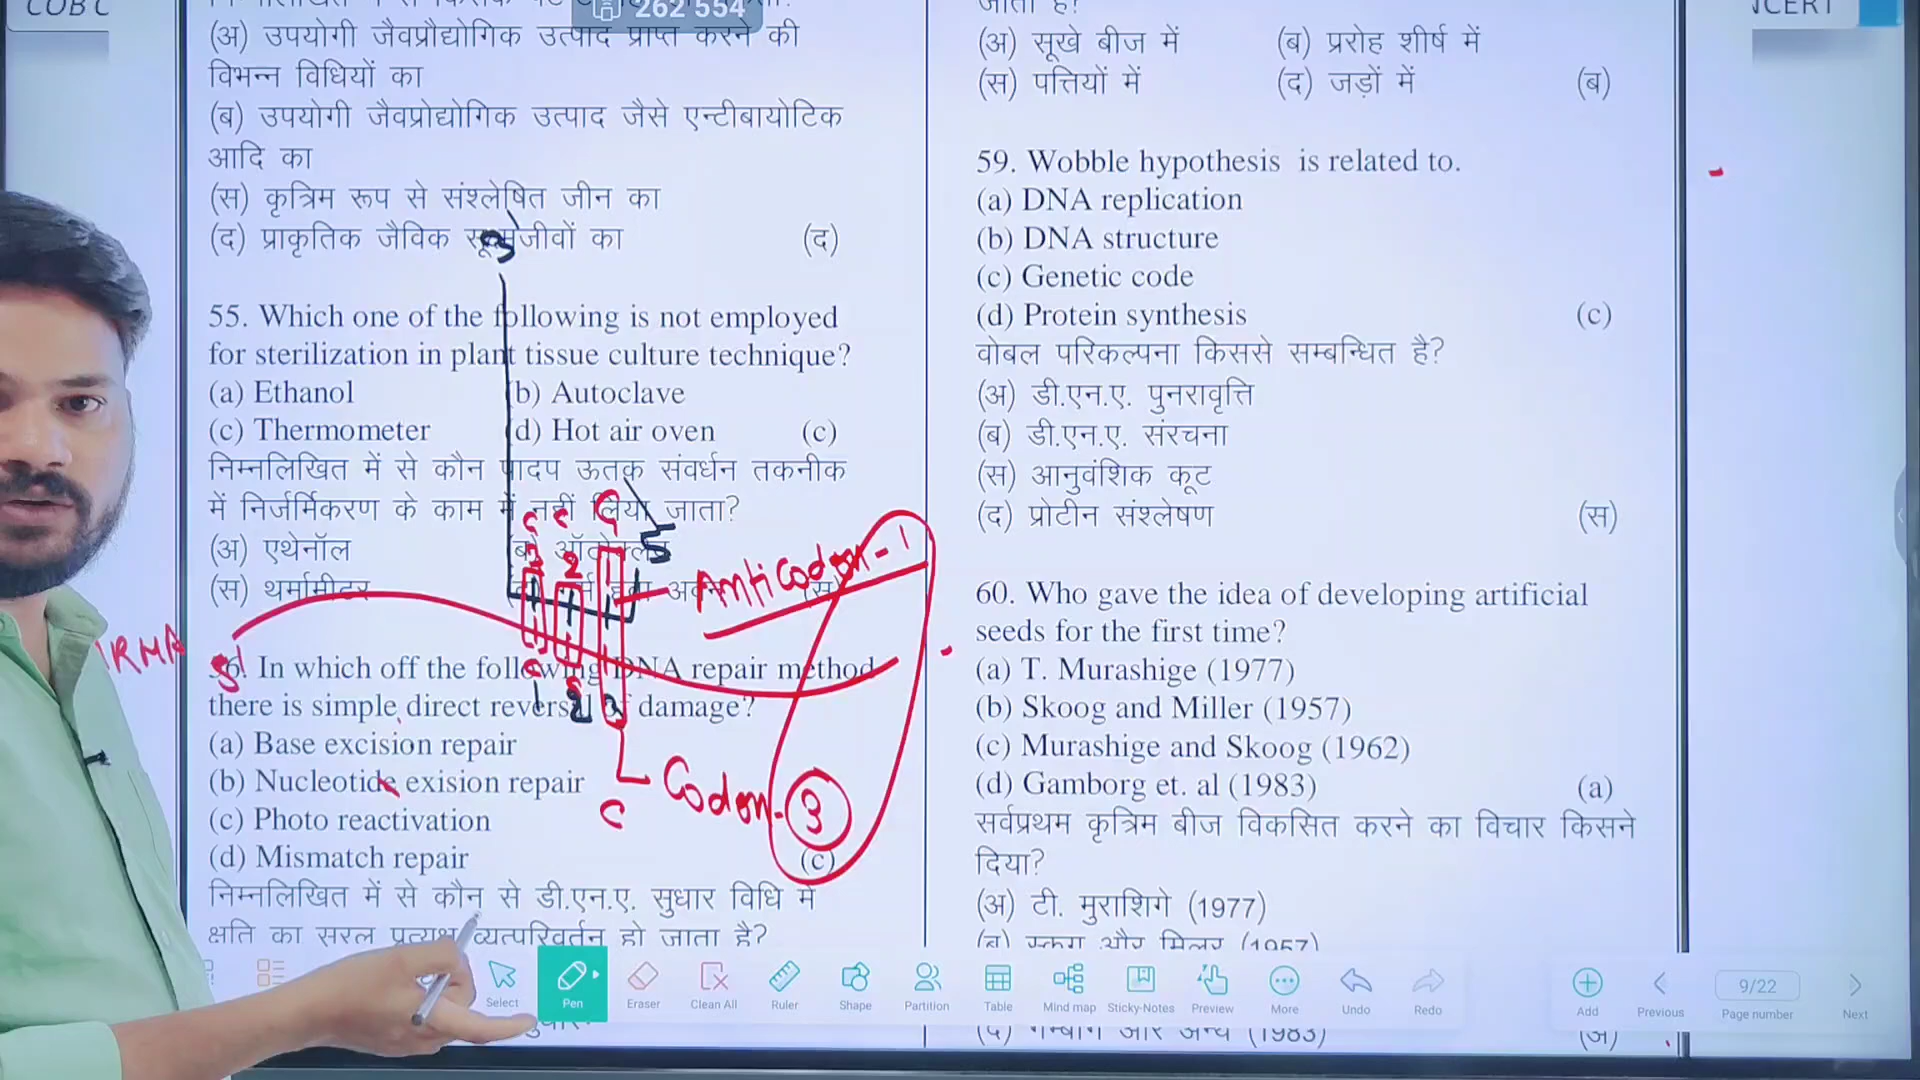 COB C
262 554
NCERT
(अ) उपयोगी जैवप्रौद्योगिक उत्पाद प्राप्त करने की
विभन्न विधियों का
(ब) उपयोगी जैवप्रोद्योगिक उत्पाद जैसे एन्टीबायोटिक
आदि का
(स) कृत्रिम रूप से संश्लेषित जीन का
(द) प्राकृतिक जैविक सूक्ष्मजीवों का (द)
55. Which one of the following is not employed
for sterilization in plant tissue culture technique?
(a) Ethanol (b) Autoclave
(c) Thermometer (d) Hot air oven (c)
निम्नलिखित में से कौन पादप ऊतक संवर्धन तकनीक
में निर्जर्मिकरण के काम में नहीं लिया जाता?
(अ) एथेनॉल
(स) थर्मामीटर
56. In which off the following DNA repair method
there is simple direct reversal of damage?
(a) Base excision repair
(b) Nucleotide exision repair
(c) Photo reactivation
(d) Mismatch repair (c)
निम्नलिखित में से कौन से डी.एन.ए. सुधार विधि में
क्षति का सरल प्रत्यक्ष व्यत्परिवर्तन हो जाता है?
Anticodon - 1
Codon - 3
जाता है?
(अ) सूखे बीज में (ब) प्ररोह शीर्ष में
(स) पत्तियों में (द) जड़ों में (ब)
59. Wobble hypothesis is related to.
(a) DNA replication
(b) DNA structure
(c) Genetic code
(d) Protein synthesis (c)
वोबल परिकल्पना किससे सम्बन्धित है?
(अ) डी.एन.ए. पुनरावृत्ति
(ब) डी.एन.ए. संरचना
(स) आनुवंशिक कूट
(द) प्रोटीन संश्लेषण (स)
60. Who gave the idea of developing artificial
seeds for the first time?
(a) T. Murashige (1977)
(b) Skoog and Miller (1957)
(c) Murashige and Skoog (1962)
(d) Gamborg et. al (1983) (a)
सर्वप्रथम कृत्रिम बीज विकसित करने का विचार किसने
दिया?
(अ) टी. मुराशिगे (1977)
(ब) स्कूग और मिलर (1957)
(द) गैम्बोर्ग और अन्य (1983) (अ)
Select Pen Eraser Clean All Ruler Shape Partition Table Mind map Sticky-Notes Preview More Undo Redo Add Previous 9/22 Page number Next